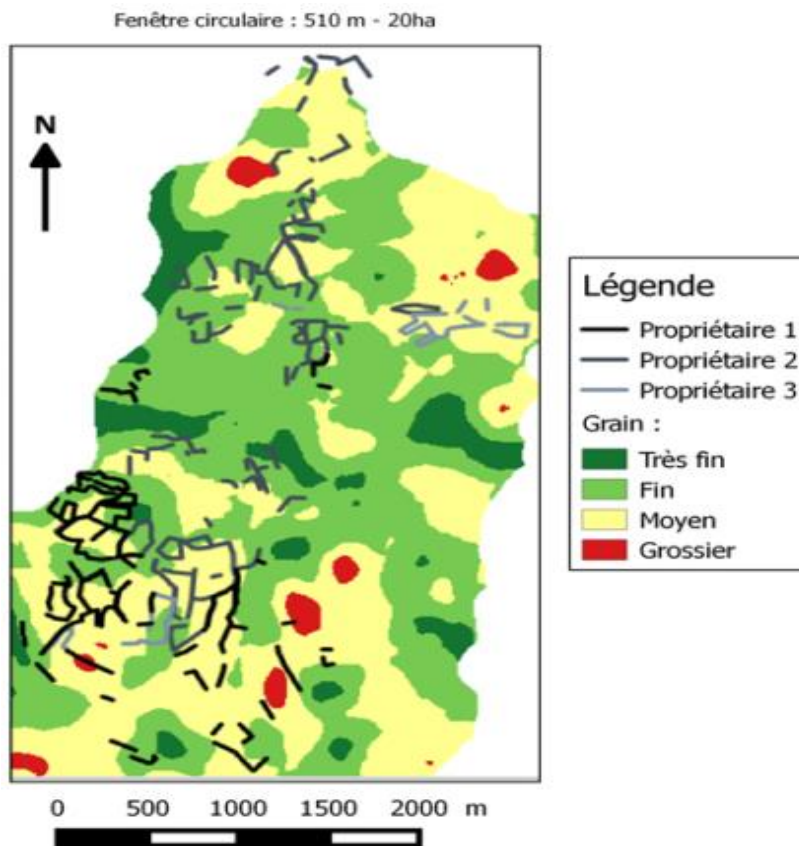 Fenêtre circulaire : 510 m - 20ha
N
Légende
Propriétaire 1
Propriétaire 2
Propriétaire 3
Grain :
Très fin
Fin
Moyen
Grossier
0 500 1000 1500 2000 m